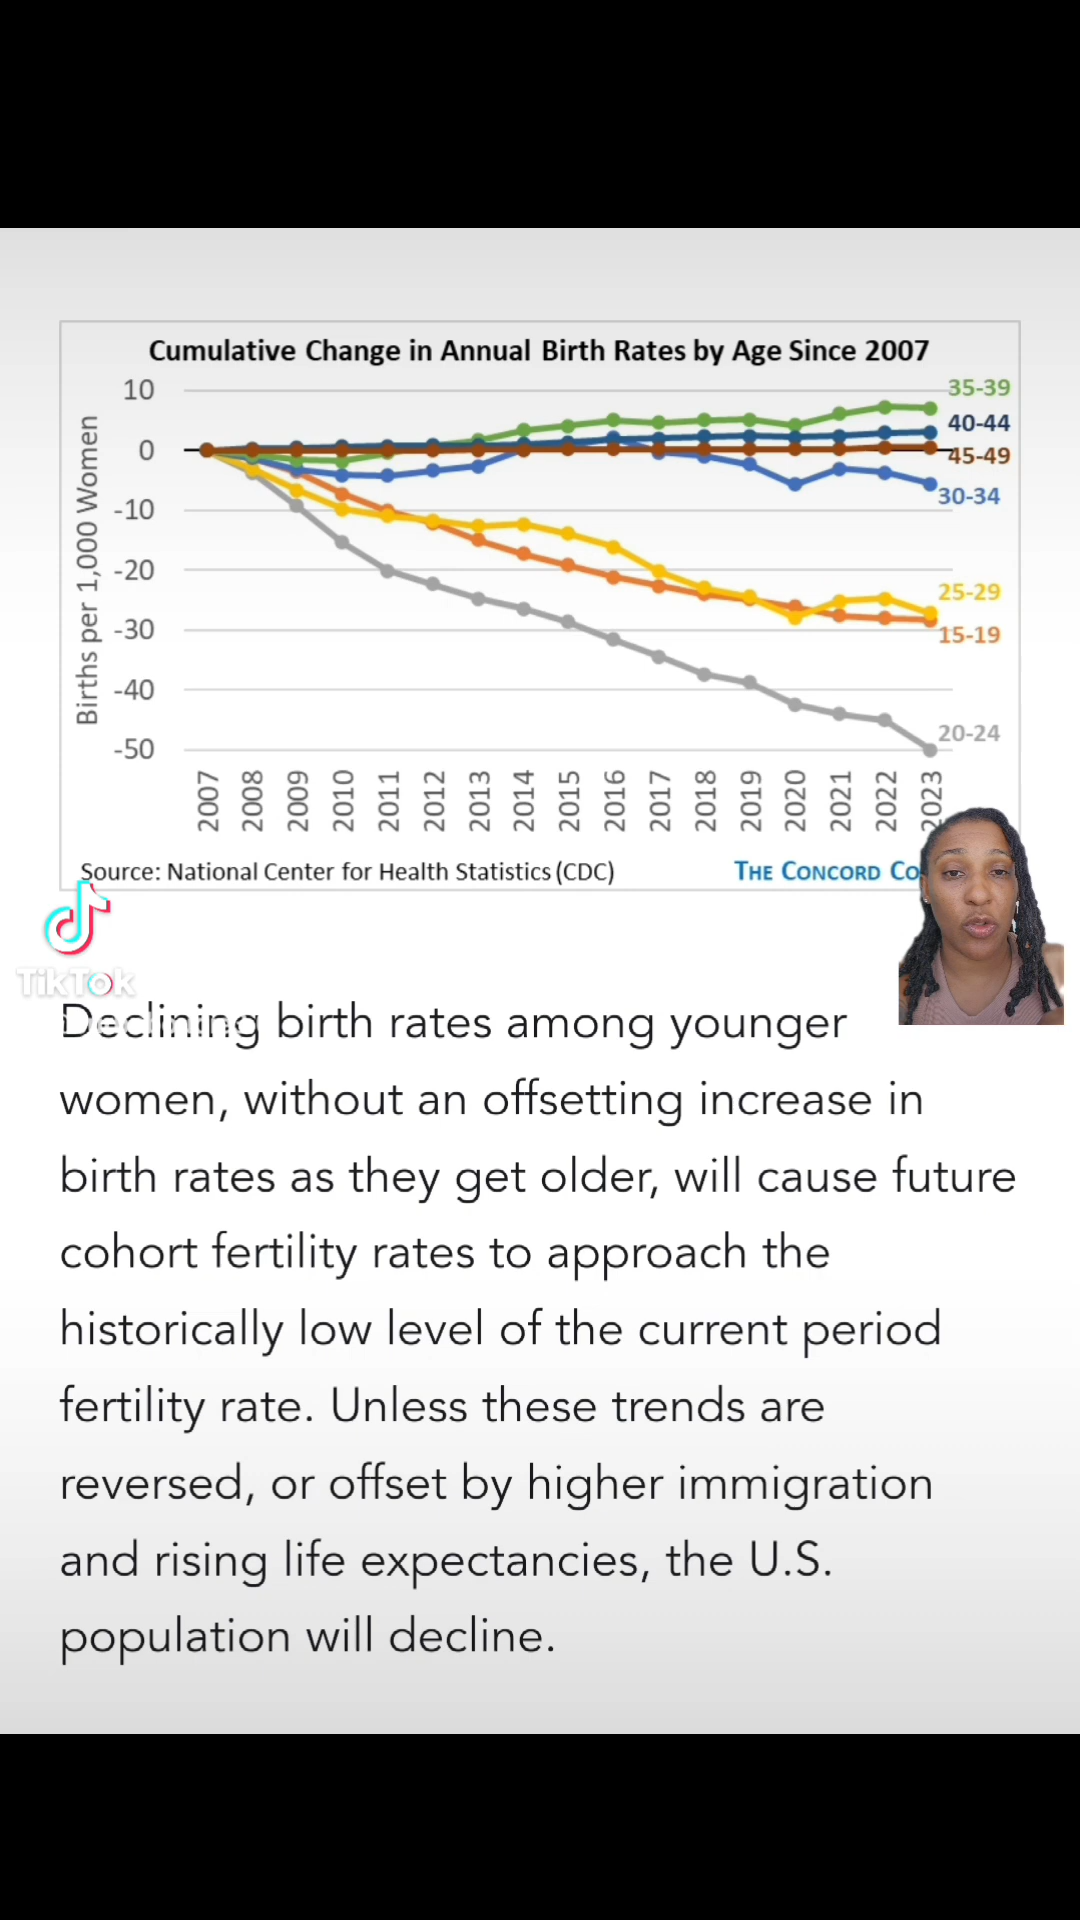 Cumulative Change in Annual Birth Rates by Age Since 2007
Births per 1,000 Women
10
0
-10
-20
-30
-40
-50
35-39
40-44
45-49
30-34
25-29
15-19
20-24
2007 2008 2009 2010 2011 2012 2013 2014 2015 2016 2017 2018 2019 2020 2021 2022 2023
Source: National Center for Health Statistics (CDC)
THE CONCORD
TikTok
Declining birth rates among younger
women, without an offsetting increase in
birth rates as they get older, will cause future
cohort fertility rates to approach the
historically low level of the current period
fertility rate. Unless these trends are
reversed, or offset by higher immigration
and rising life expectancies, the U.S.
population will decline.